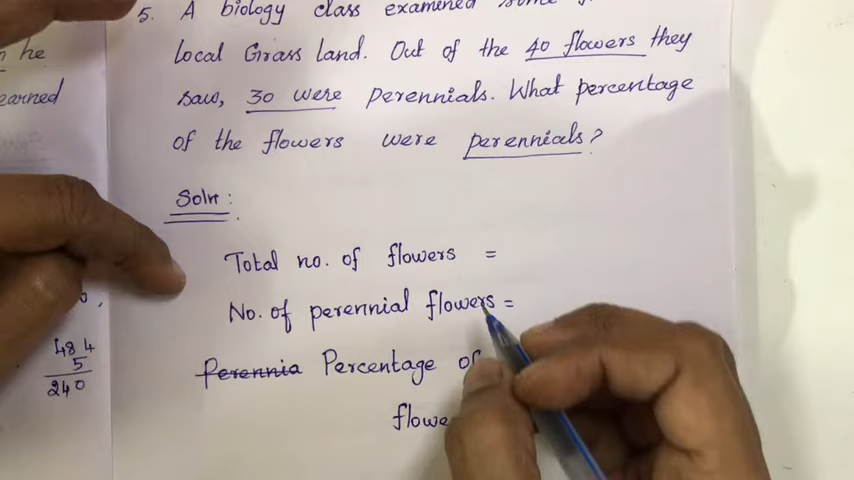 5. A biology class examined some
local Grass land. Out of the 40 flowers they
saw, 30 were perennials. What percentage
of the flowers were perennials?
Soln:
Total no. of flowers =
No. of perennial flowers =
Perennia Percentage of
flowe
he
earned
484
5
240